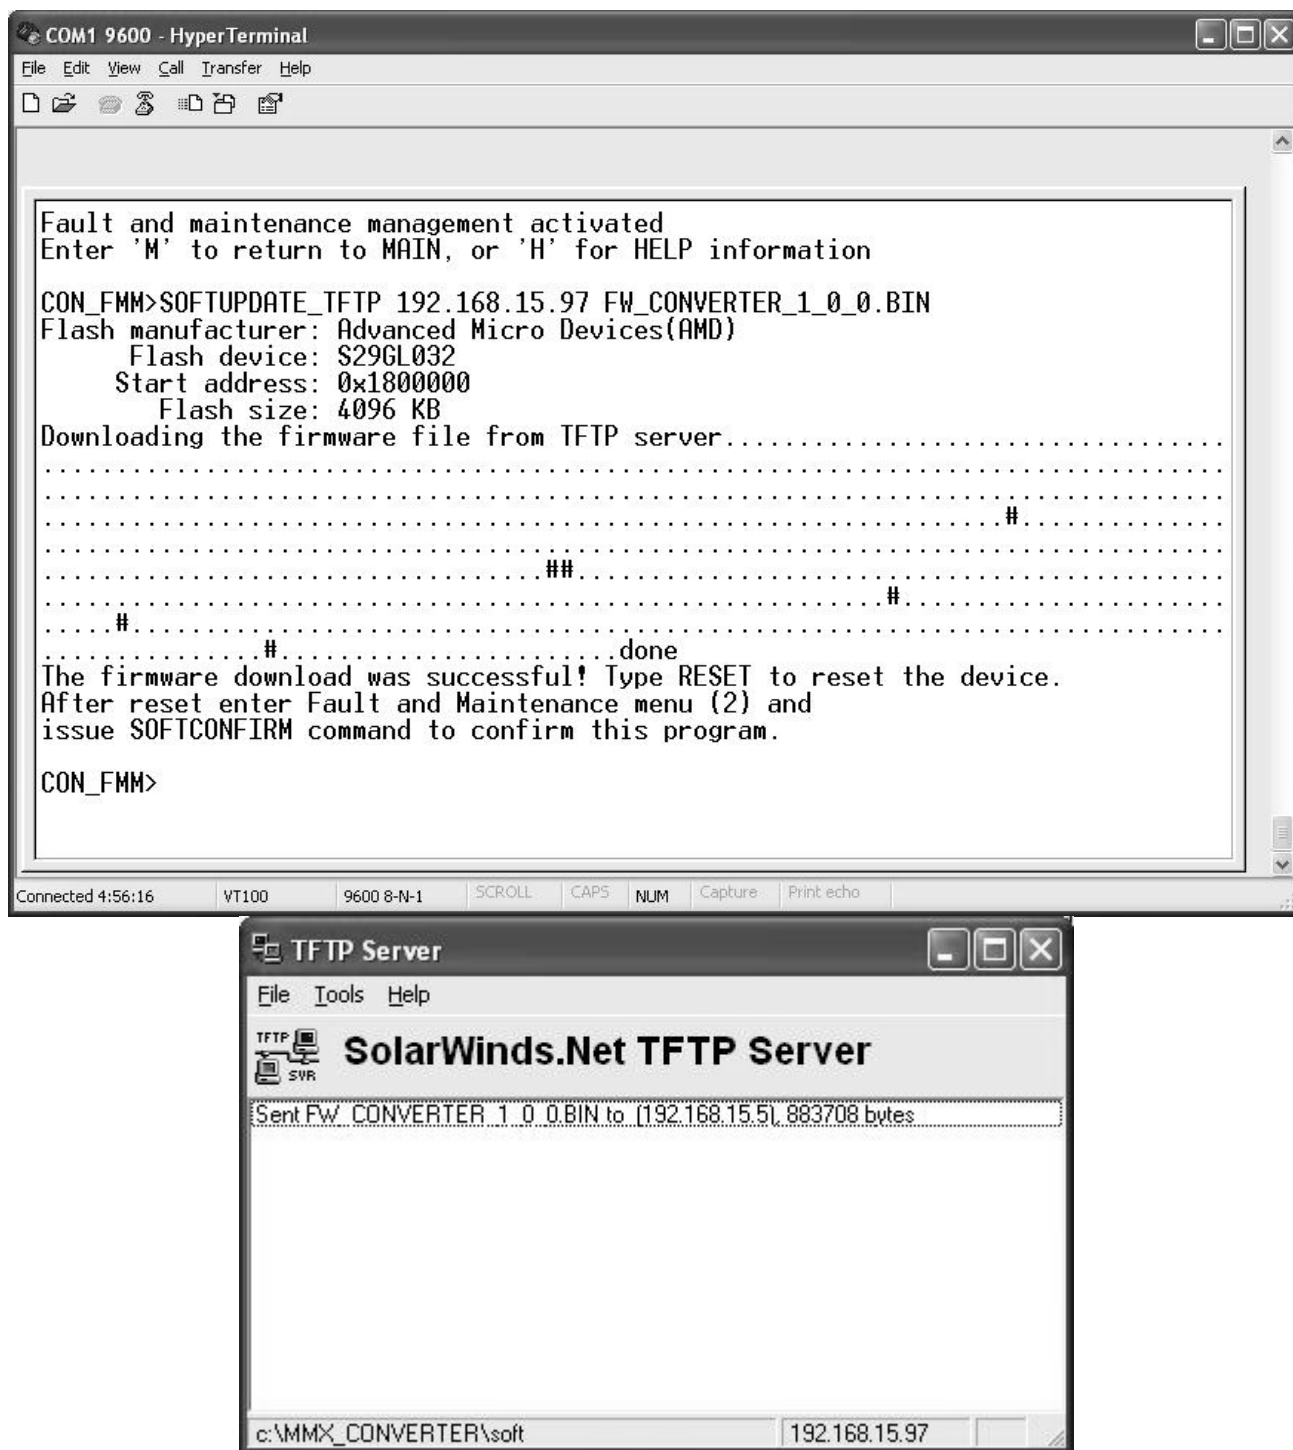 COM1 9600 - HyperTerminal
File Edit View Call Transfer Help
Fault and maintenance management activated
Enter 'M' to return to MAIN, or 'H' for HELP information
CON_FMM>SOFTUPDATE_TFTP 192.168.15.97 FW_CONVERTER_1_0_0.BIN
Flash manufacturer: Advanced Micro Devices(AMD)
Flash device: S29GL032
Start address: 0x1800000
Flash size: 4096 KB
Downloading the firmware file from TFTP server..................................
................................................................................
................................................................................
.................................................................#..............
................................................................................
..................................##............................................
.........................................................#......................
.....#..........................................................................
...............#.......................done
The firmware download was successful! Type RESET to reset the device.
After reset enter Fault and Maintenance menu (2) and
issue SOFTCONFIRM command to confirm this program.
CON_FMM>
Connected 4:56:16 VT100 9600 8-N-1 SCROLL CAPS NUM Capture Print echo
TFTP Server
File Tools Help
TFTP SVR SolarWinds.Net TFTP Server
Sent FW_CONVERTER_1_0_0.BIN to (192.168.15.5), 883708 bytes
c:\MMX_CONVERTER\soft 192.168.15.97